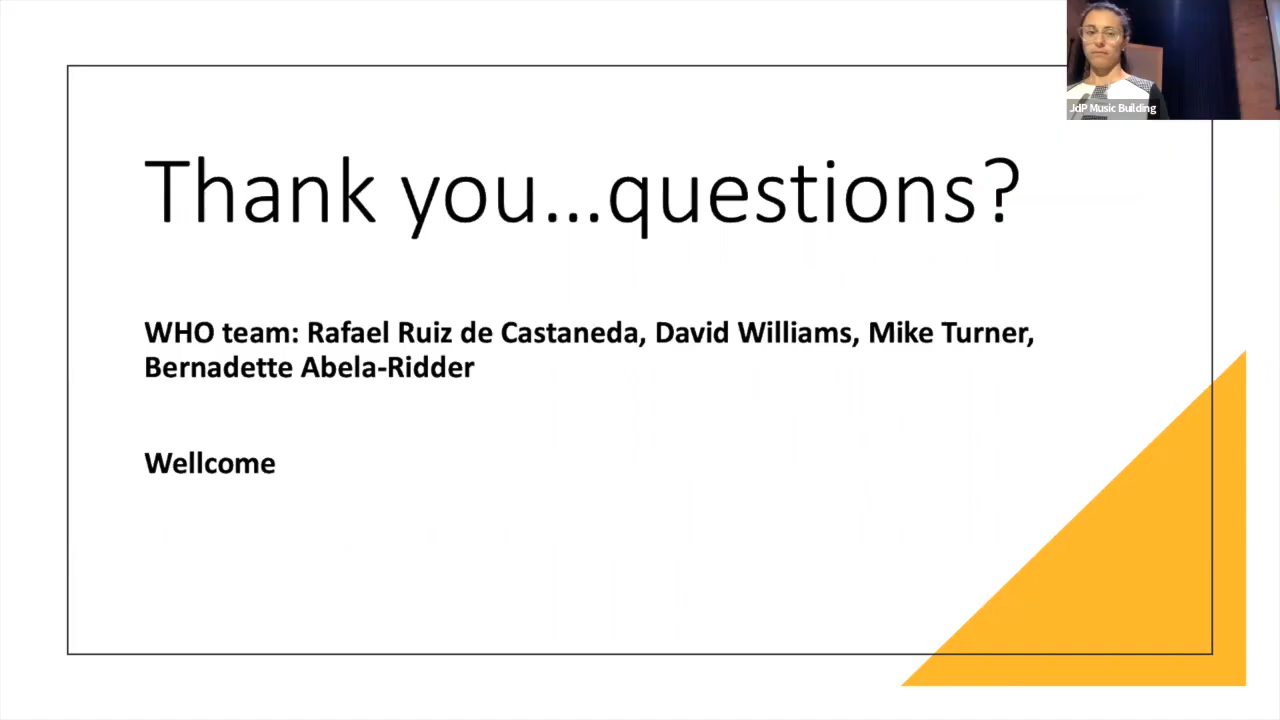 JdP Music Building
Thank you...questions?
WHO team: Rafael Ruiz de Castaneda, David Williams, Mike Turner,
Bernadette Abela-Ridder
Wellcome